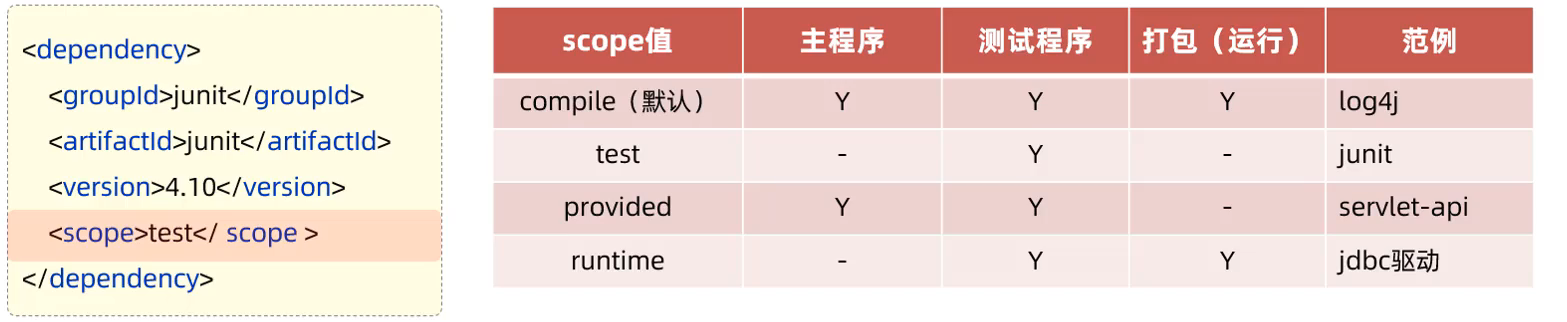 <dependency>
<groupId>junit</groupId>
<artifactId>junit</artifactId>
<version>4.10</version>
<scope>test</ scope >
</dependency>
scope值 主程序 测试程序 打包（运行） 范例
compile（默认） Y Y Y log4j
test - Y - junit
provided Y Y - servlet-api
runtime - Y Y jdbc驱动